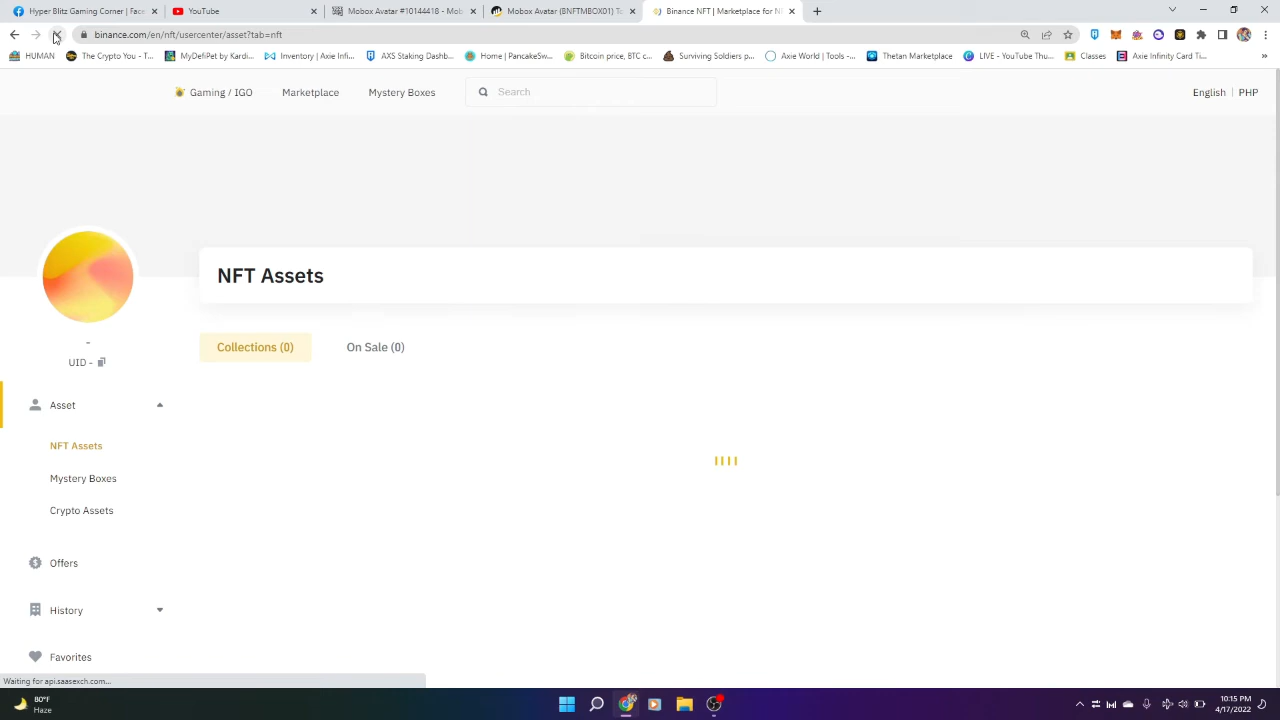 Hyper Blitz Gaming Corner | Face
YouTube
Mobox Avatar #10144418 - Mobo
Mobox Avatar (BNFTMBOX01) To
Binance NFT | Marketplace for NF
binance.com/en/nft/usercenter/asset?tab=nft
HUMAN
The Crypto You - T...
MyDefiPet by Kardi...
Inventory | Axie Infi...
AXS Staking Dashb...
Home | PancakeSw...
Bitcoin price, BTC c...
Surviving Soldiers p...
Axie World | Tools -...
Thetan Marketplace
LIVE - YouTube Thu...
Classes
Axie Infinity Card Ti...
»
Gaming / IGO
Marketplace
Mystery Boxes
Search
English | PHP
NFT Assets
Collections (0)
On Sale (0)
-
UID -
Asset
NFT Assets
Mystery Boxes
Crypto Assets
Offers
History
Favorites
Waiting for api.saasexch.com...
80°F
Haze
10:15 PM
4/17/2022